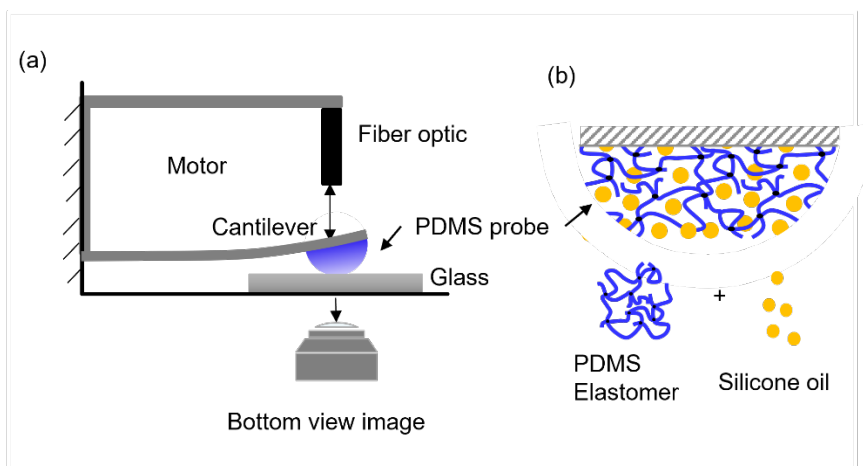 (a)
Fiber optic
Motor
Cantilever
PDMS probe
Glass
Bottom view image
(b)
+
PDMS
Elastomer
Silicone oil